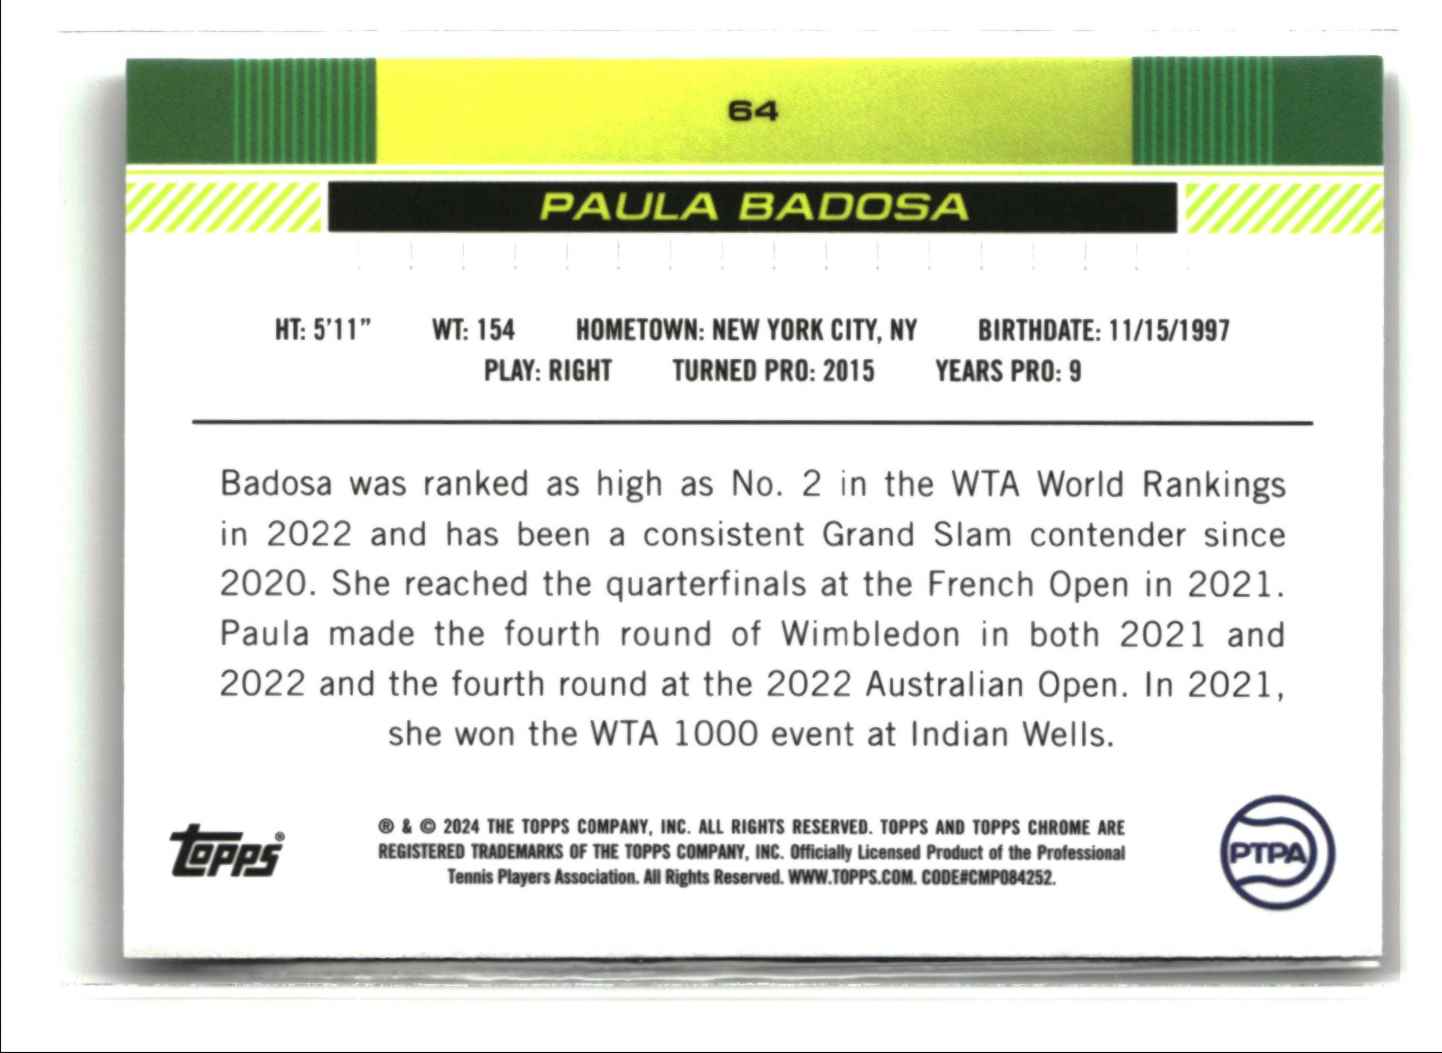 64
PAULA BADOSA
HT: 5'11” WT: 154 HOMETOWN: NEW YORK CITY, NY BIRTHDATE: 11/15/1997
PLAY: RIGHT TURNED PRO: 2015 YEARS PRO: 9
Badosa was ranked as high as No. 2 in the WTA World Rankings
in 2022 and has been a consistent Grand Slam contender since
2020. She reached the quarterfinals at the French Open in 2021.
Paula made the fourth round of Wimbledon in both 2021 and
2022 and the fourth round at the 2022 Australian Open. In 2021,
she won the WTA 1000 event at Indian Wells.
topps®
® & © 2024 THE TOPPS COMPANY, INC. ALL RIGHTS RESERVED. TOPPS AND TOPPS CHROME ARE
REGISTERED TRADEMARKS OF THE TOPPS COMPANY, INC. Officially Licensed Product of the Professional
Tennis Players Association. All Rights Reserved. WWW.TOPPS.COM. CODE#CMP084252.
PTPA